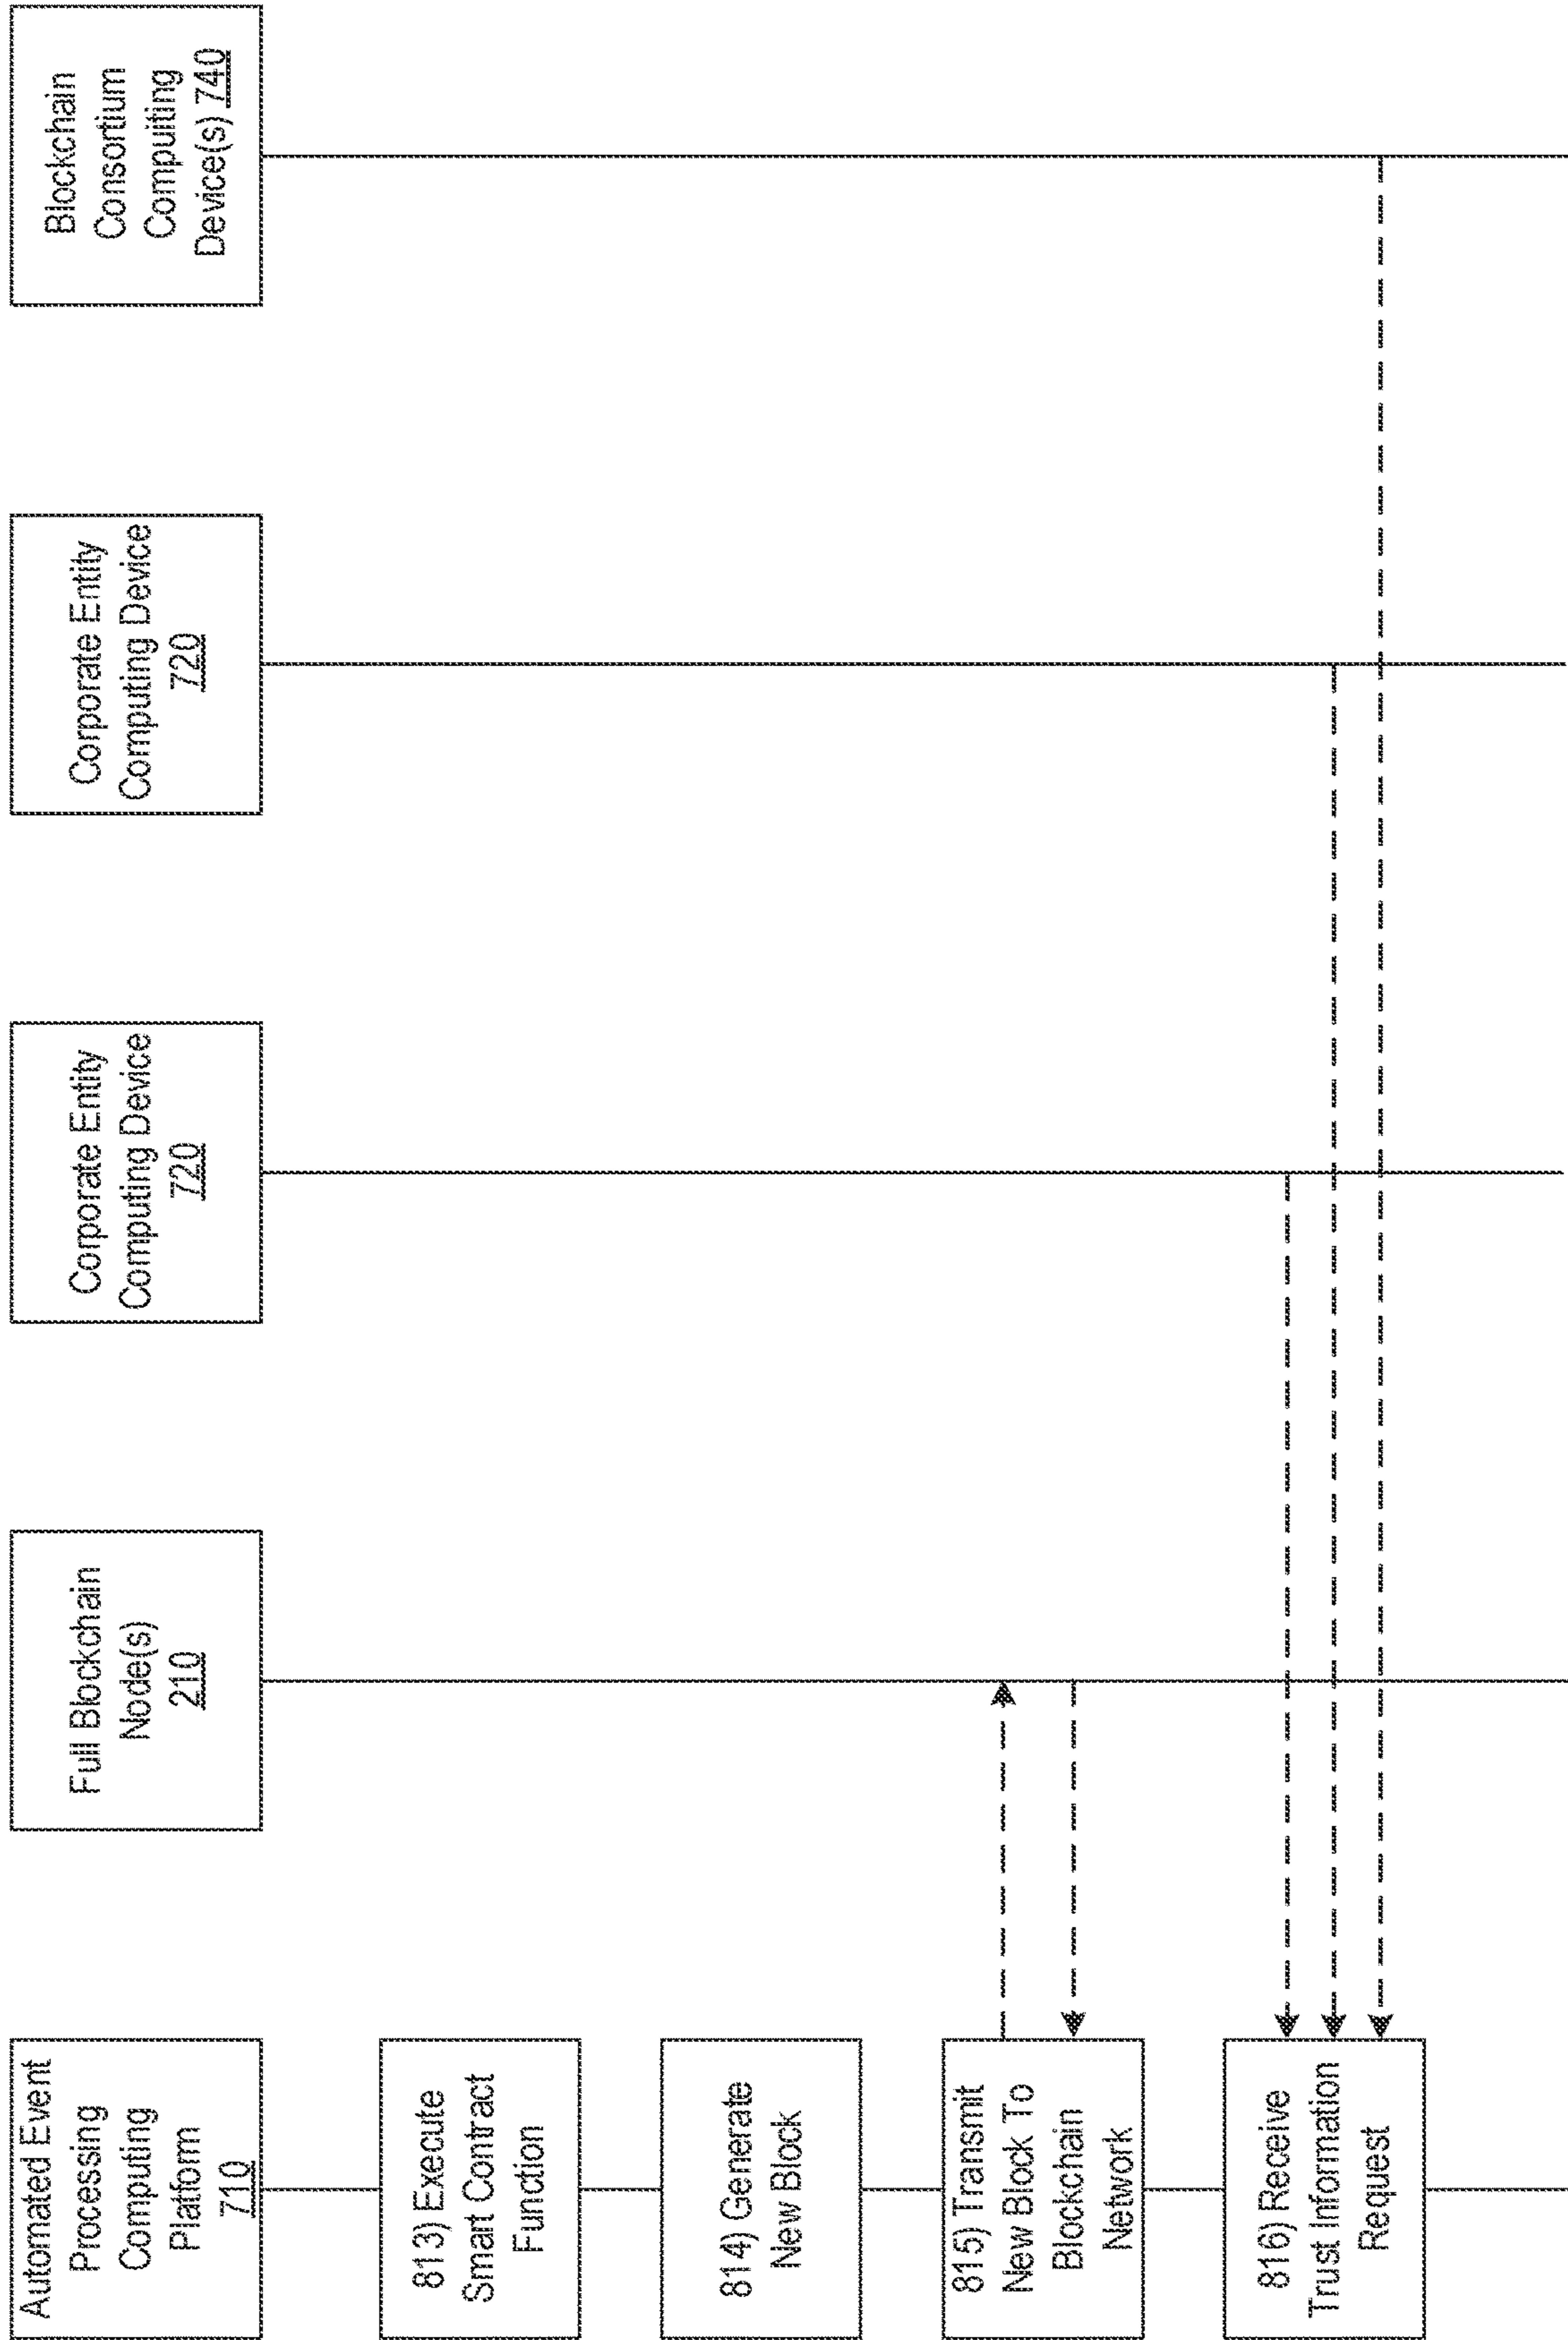 Automated Event
Processing
Computing
Platform
710
Full Blockchain
Node(s)
210
Corporate Entity
Computing Device
720
Corporate Entity
Computing Device
720
Blockchain
Consortium
Compuiting
Device(s) 740
813) Execute
Smart Contract
Function
814) Generate
New Block
815) Transmit
New Block To
Blockchain
Network
816) Receive
Trust Information
Request